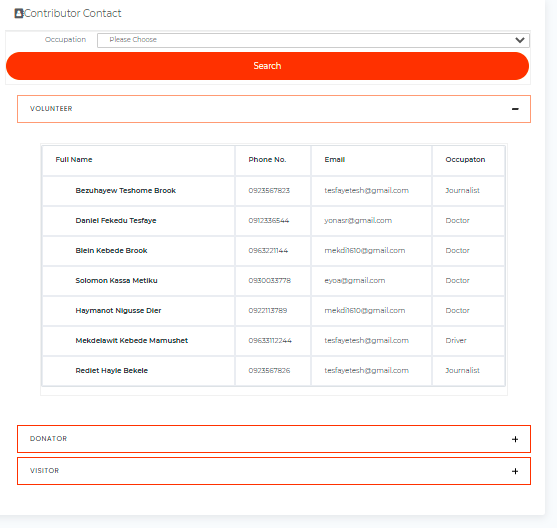 Contributor Contact
Occupation Please Choose
Search
VOLUNTEER
Full Name Phone No. Email Occupaton
Bezuhayew Teshome Brook 0923567823 tesfayetesh@gmail.com Journalist
Daniel Fekedu Tesfaye 0912336544 yonasr@gmail.com Doctor
Blein Kebede Brook 0963221144 mekdi1610@gmail.com Doctor
Solomon Kassa Metiku 0930033778 eyoa@gmail.com Doctor
Haymanot Nigusse Dier 0922113789 mekdi1610@gmail.com Doctor
Mekdelawit Kebede Mamushet 09633112244 tesfayetesh@gmail.com Driver
Rediet Hayle Bekele 0923567826 tesfayetesh@gmail.com Journalist
DONATOR
VISITOR